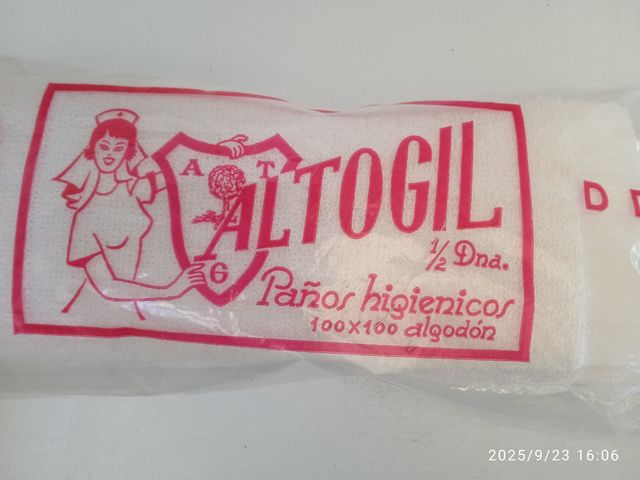 A T
G
ALTOGIL
½ Dna.
Paños higienicos
100x100 algodón
D
2025/9/23 16:06